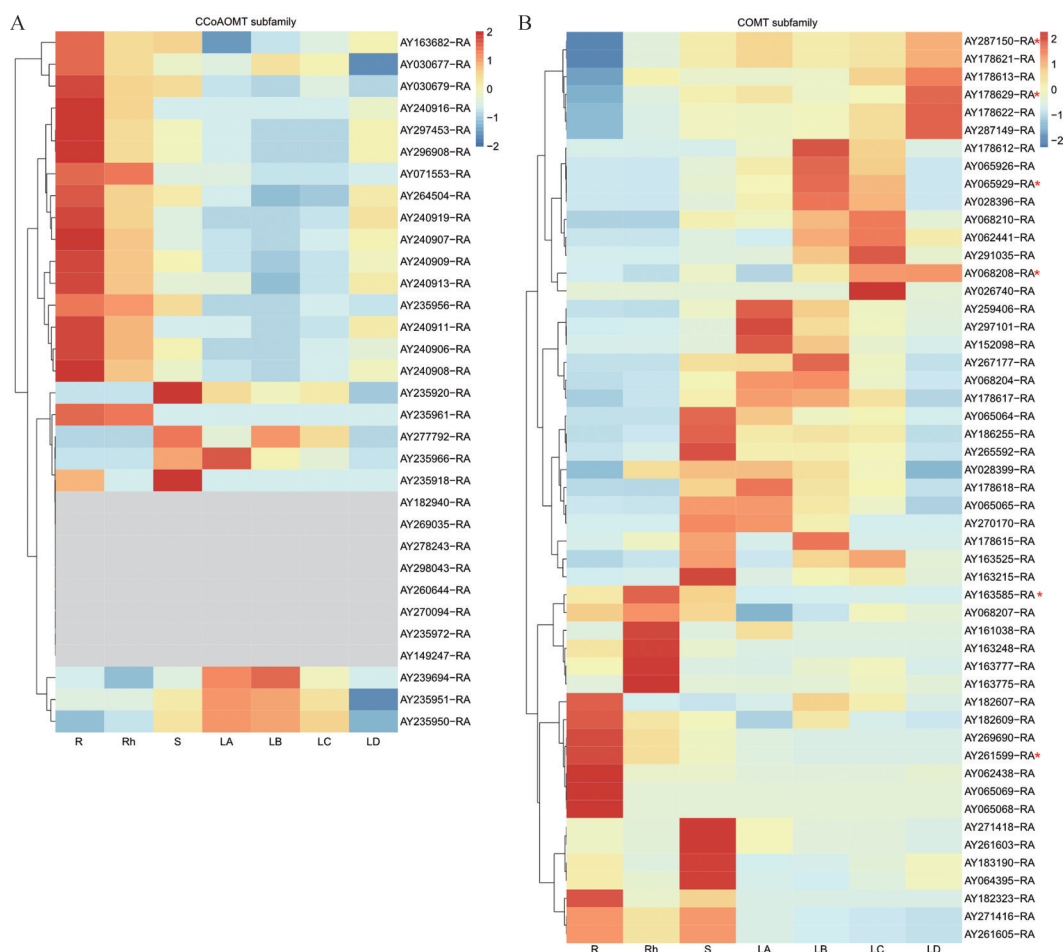 A
CCoAOMT subfamily
AY163682-RA
AY030677-RA
AY030679-RA
AY240916-RA
AY297453-RA
AY296908-RA
AY071553-RA
AY264504-RA
AY240919-RA
AY240907-RA
AY240909-RA
AY240913-RA
AY235956-RA
AY240911-RA
AY240906-RA
AY240908-RA
AY235920-RA
AY235961-RA
AY277792-RA
AY235966-RA
AY235918-RA
AY182940-RA
AY269035-RA
AY278243-RA
AY298043-RA
AY260644-RA
AY270094-RA
AY235972-RA
AY149247-RA
AY239694-RA
AY235951-RA
AY235950-RA
R Rh S LA LB LC LD
2
1
0
−1
−2
B
COMT subfamily
AY287150-RA*
AY178621-RA
AY178613-RA
AY178629-RA*
AY178622-RA
AY287149-RA
AY178612-RA
AY065926-RA
AY065929-RA*
AY028396-RA
AY068210-RA
AY062441-RA
AY291035-RA
AY068208-RA*
AY026740-RA
AY259406-RA
AY297101-RA
AY152098-RA
AY267177-RA
AY068204-RA
AY178617-RA
AY065064-RA
AY186255-RA
AY265592-RA
AY028399-RA
AY178618-RA
AY065065-RA
AY270170-RA
AY178615-RA
AY163525-RA
AY163215-RA
AY163585-RA*
AY068207-RA
AY161038-RA
AY163248-RA
AY163777-RA
AY163775-RA
AY182607-RA
AY182609-RA
AY269690-RA
AY261599-RA*
AY062438-RA
AY065069-RA
AY065068-RA
AY271418-RA
AY261603-RA
AY183190-RA
AY064395-RA
AY182323-RA
AY271416-RA
AY261605-RA
R Rh S LA LB LC LD
2
1
0
−1
−2